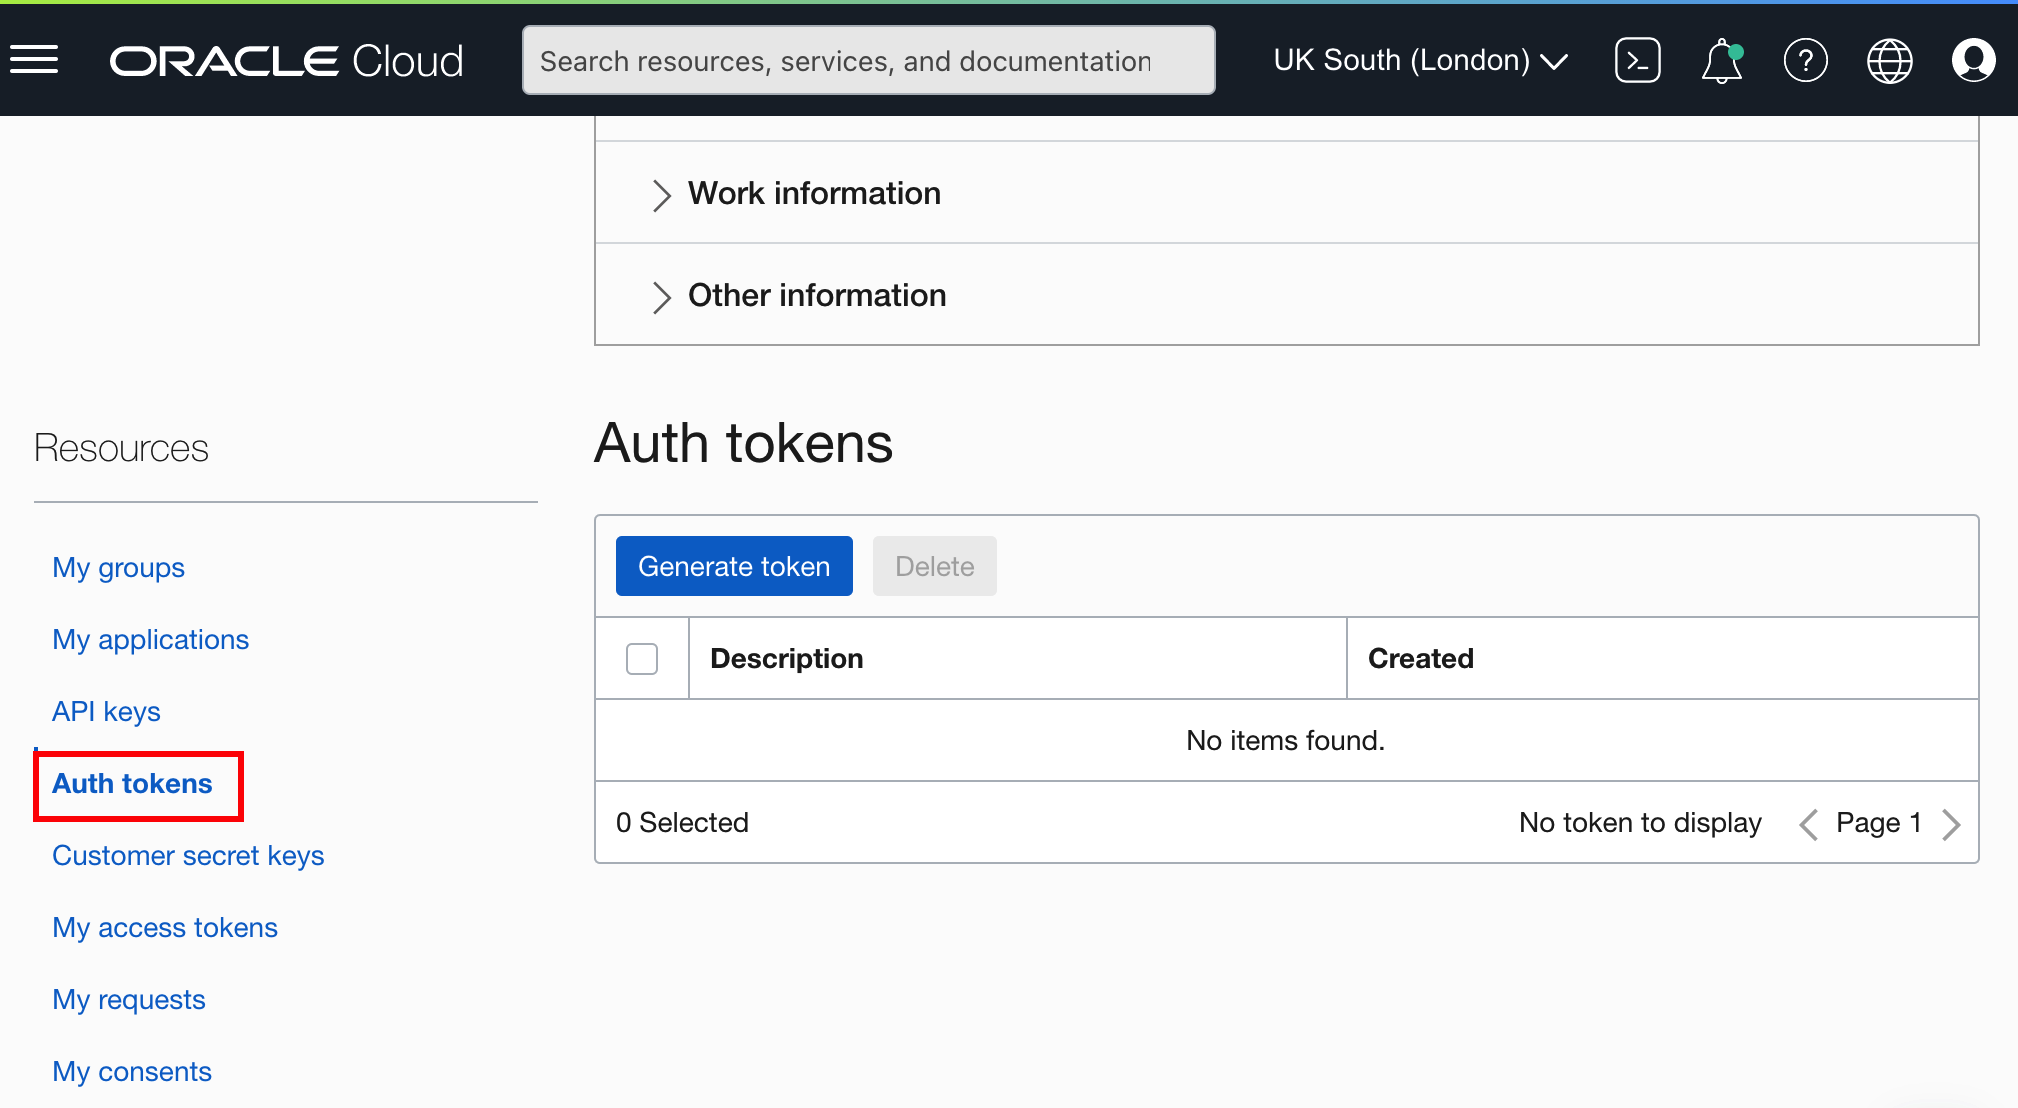 ORACLE Cloud
Search resources, services, and documentation
UK South (London)
Work information
Other information
Resources
My groups
My applications
API keys
Auth tokens
Customer secret keys
My access tokens
My requests
My consents
Auth tokens
Generate token
Delete
Description
Created
No items found.
0 Selected
No token to display
Page 1